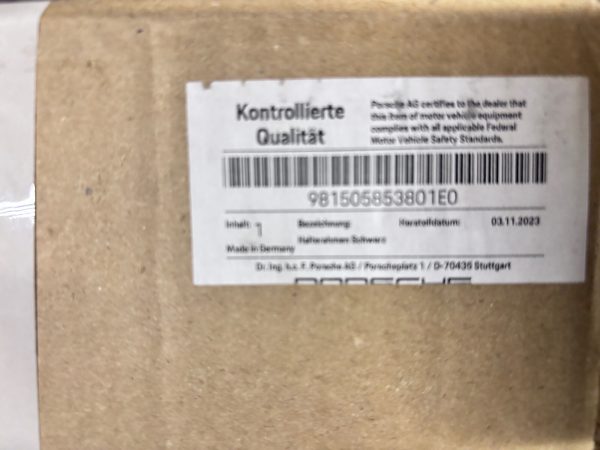 Kontrollierte
Qualität
Porsche AG certifies to the dealer that
this item of motor vehicle equipment
complies with all applicable Federal
Motor Vehicle Safety Standards.
981505853801E0
Inhalt: 1 Bezeichnung: Herstelldatum: 03.11.2023
Halterahmen Schwarz
Made in Germany
Dr. Ing. h.c. F. Porsche AG / Porscheplatz 1 / D-70435 Stuttgart
PORSCHE